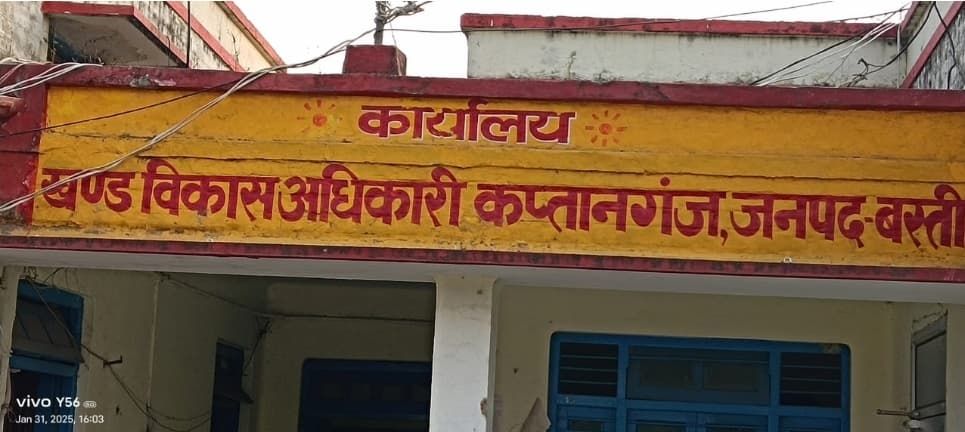 कार्यालय
खण्ड विकास अधिकारी कप्तानगंज, जनपद-बस्ती
vivo Y56
Jan 31, 2025, 16:03